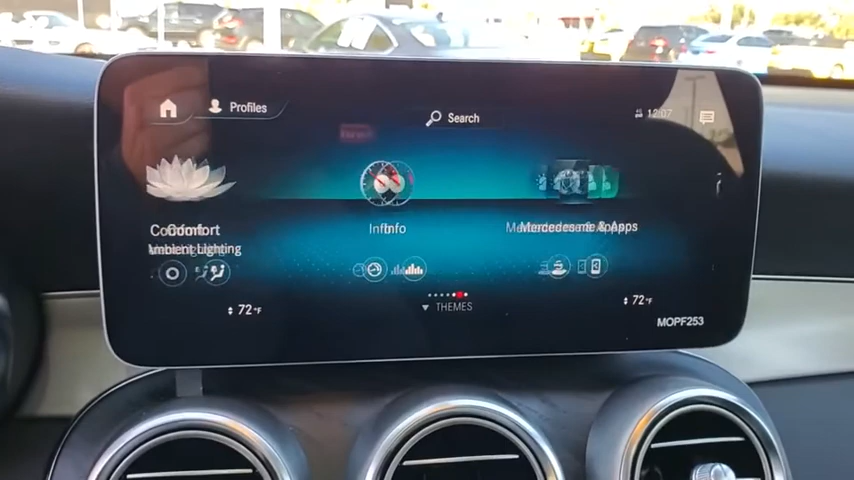 Profiles
Search
12:07
Comfort
Info
Mercedes me & Apps
Ambient Lighting
72°F
THEMES
72°F
MOPF253